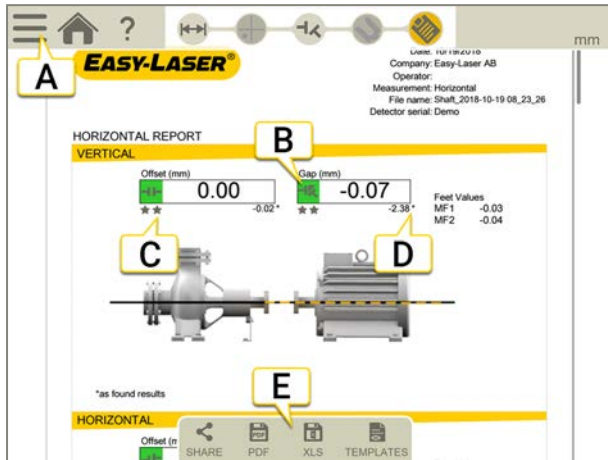 ?
mm
A
EASY-LASER®
Date: 10/19/2018
Company: Easy-Laser AB
Operator:
Measurement: Horizontal
File name: Shaft_2018-10-19 08_23_26
Detector serial: Demo
HORIZONTAL REPORT
B
VERTICAL
Offset (mm)
Gap (mm)
0.00
-0.07
-0.02 *
-2.38 *
Feet Values
MF1 -0.03
MF2 -0.04
C
D
*as found results
E
HORIZONTAL
Offset (m
SHARE
PDF
XLS
TEMPLATES